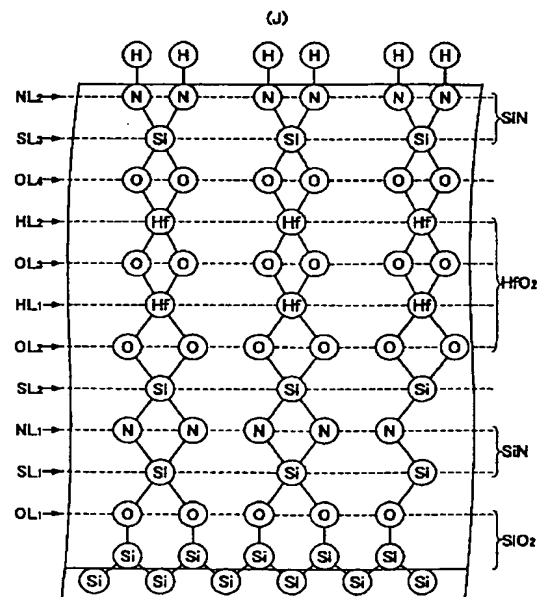 (J)
H H H H H H
NL₂ N N N N N N
SiN
SL₃ Si Si Si
OL₄ O O O O O O
HL₂ Hf Hf Hf
OL₃ O O O O O O
HfO₂
HL₁ Hf Hf Hf
OL₂ O O O O O O
SL₂ Si Si Si
NL₁ N N N N N
SiN
SL₁ Si Si Si
OL₁ O O O O O
SiO₂
Si Si Si Si Si
Si Si Si Si Si Si